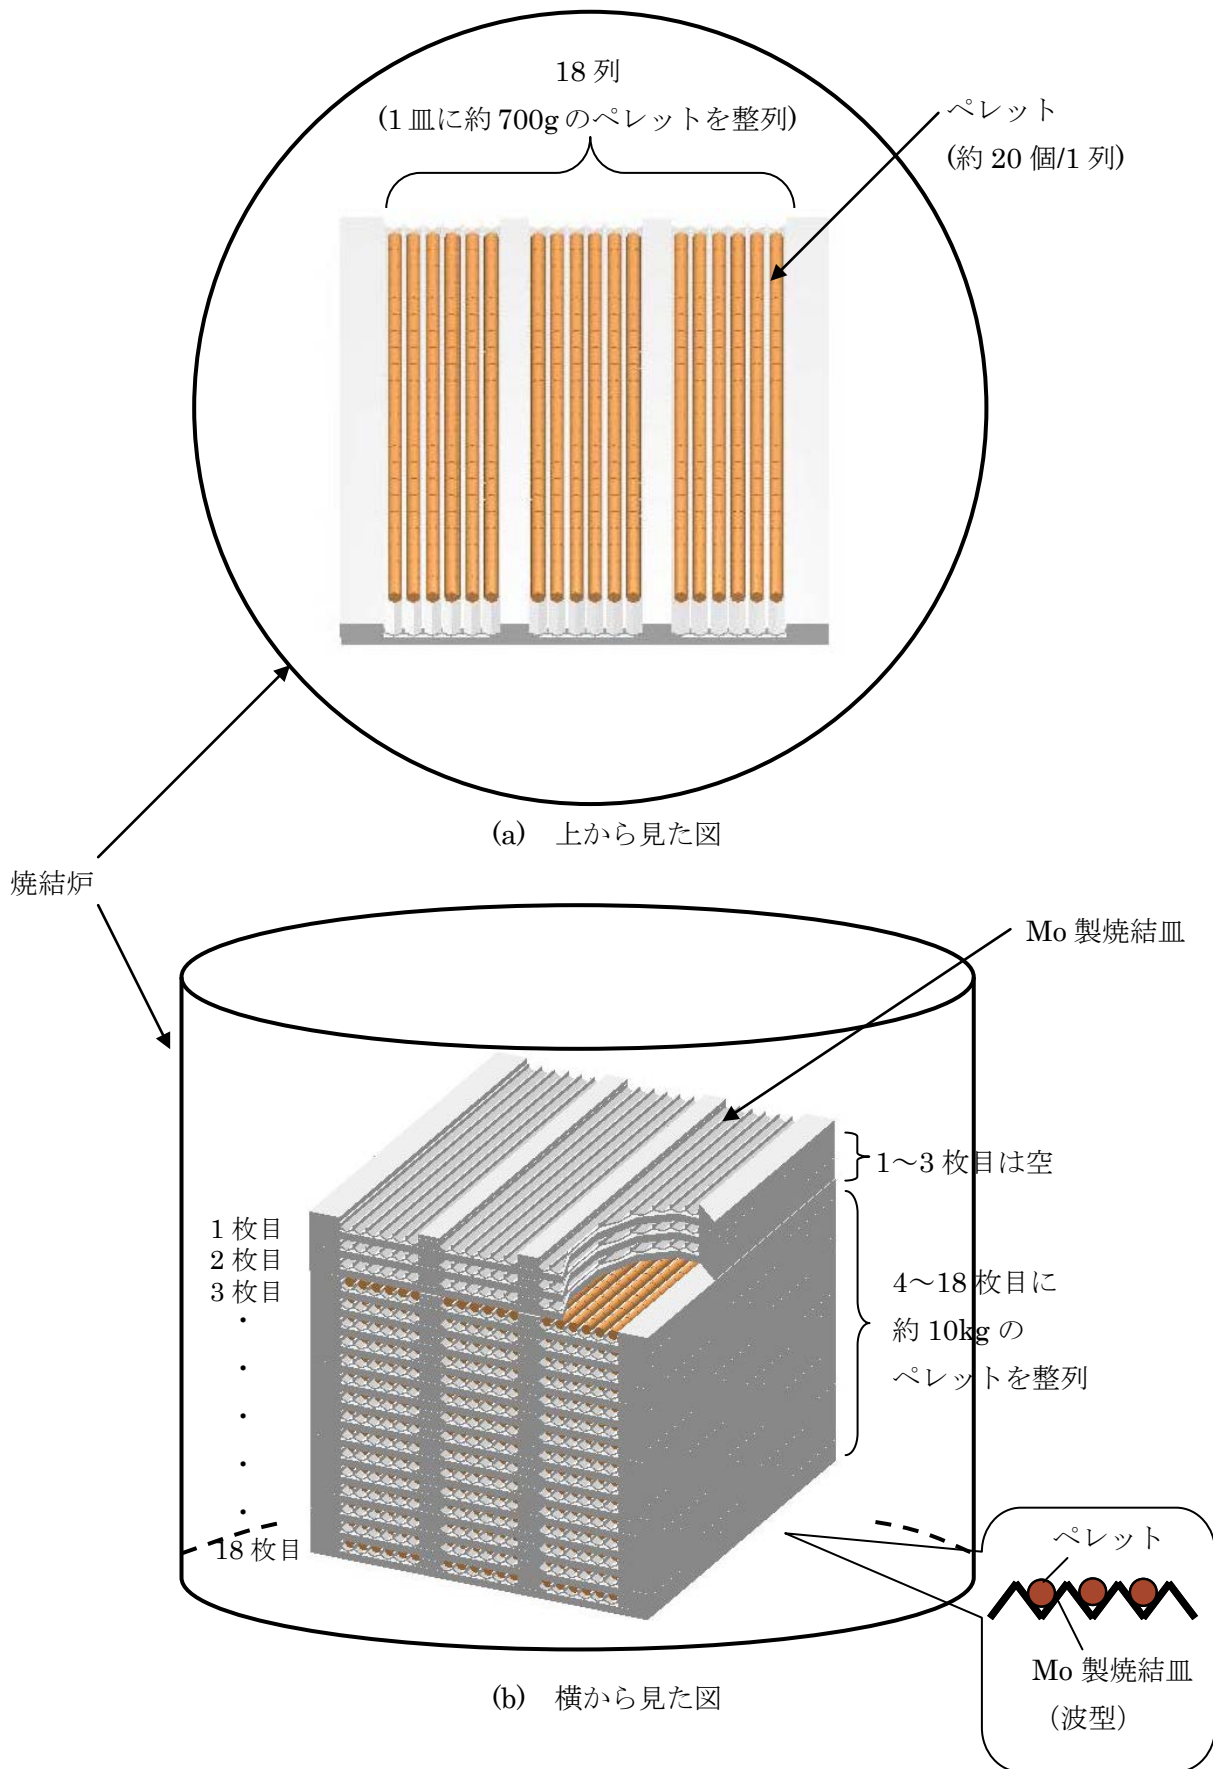 18 列
(1 皿に約 700g のペレットを整列)
ペレット
(約 20 個/1 列)
(a) 上から見た図
焼結炉
Mo 製焼結皿
1～3 枚目は空
1 枚目
2 枚目
3 枚目
・
・
・
・
・
18 枚目
4～18 枚目に
約 10kg の
ペレットを整列
ペレット
Mo 製焼結皿
（波型）
(b) 横から見た図